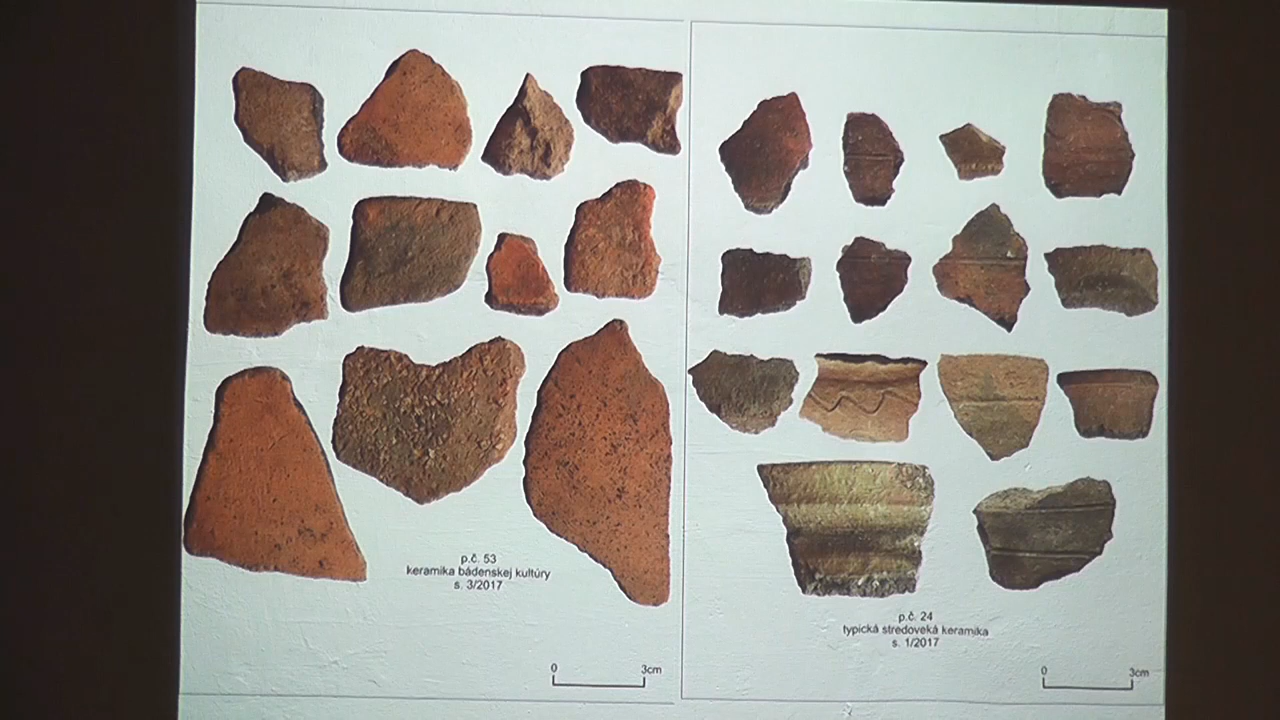 p.č. 53
keramika bádenskej kultúry
s. 3/2017
0 3cm
p.č. 24
typická stredoveká keramika
s. 1/2017
0 3cm